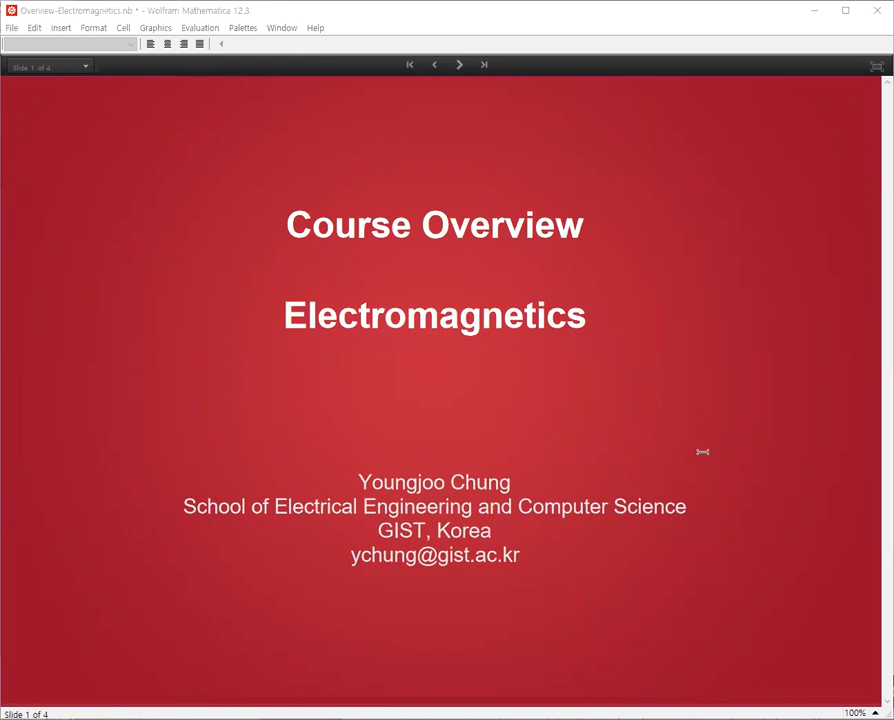 Overview-Electromagnetics.nb * - Wolfram Mathematica 12.3
File Edit Insert Format Cell Graphics Evaluation Palettes Window Help
Slide 1 of 4
Course Overview
Electromagnetics
Youngjoo Chung
School of Electrical Engineering and Computer Science
GIST, Korea
ychung@gist.ac.kr
Slide 1 of 4 100%